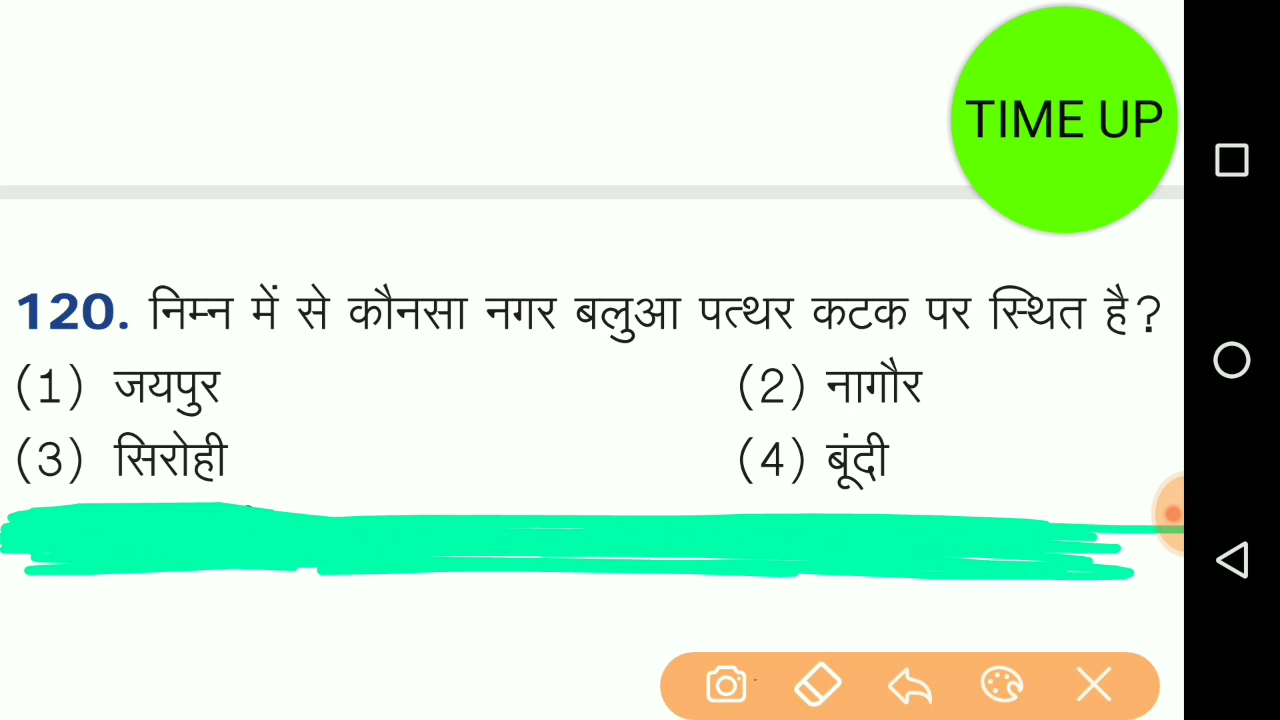 TIME UP
120. निम्न में से कौनसा नगर बलुआ पत्थर कटक पर स्थित है?
(1) जयपुर (2) नागौर
(3) सिरोही (4) बूंदी